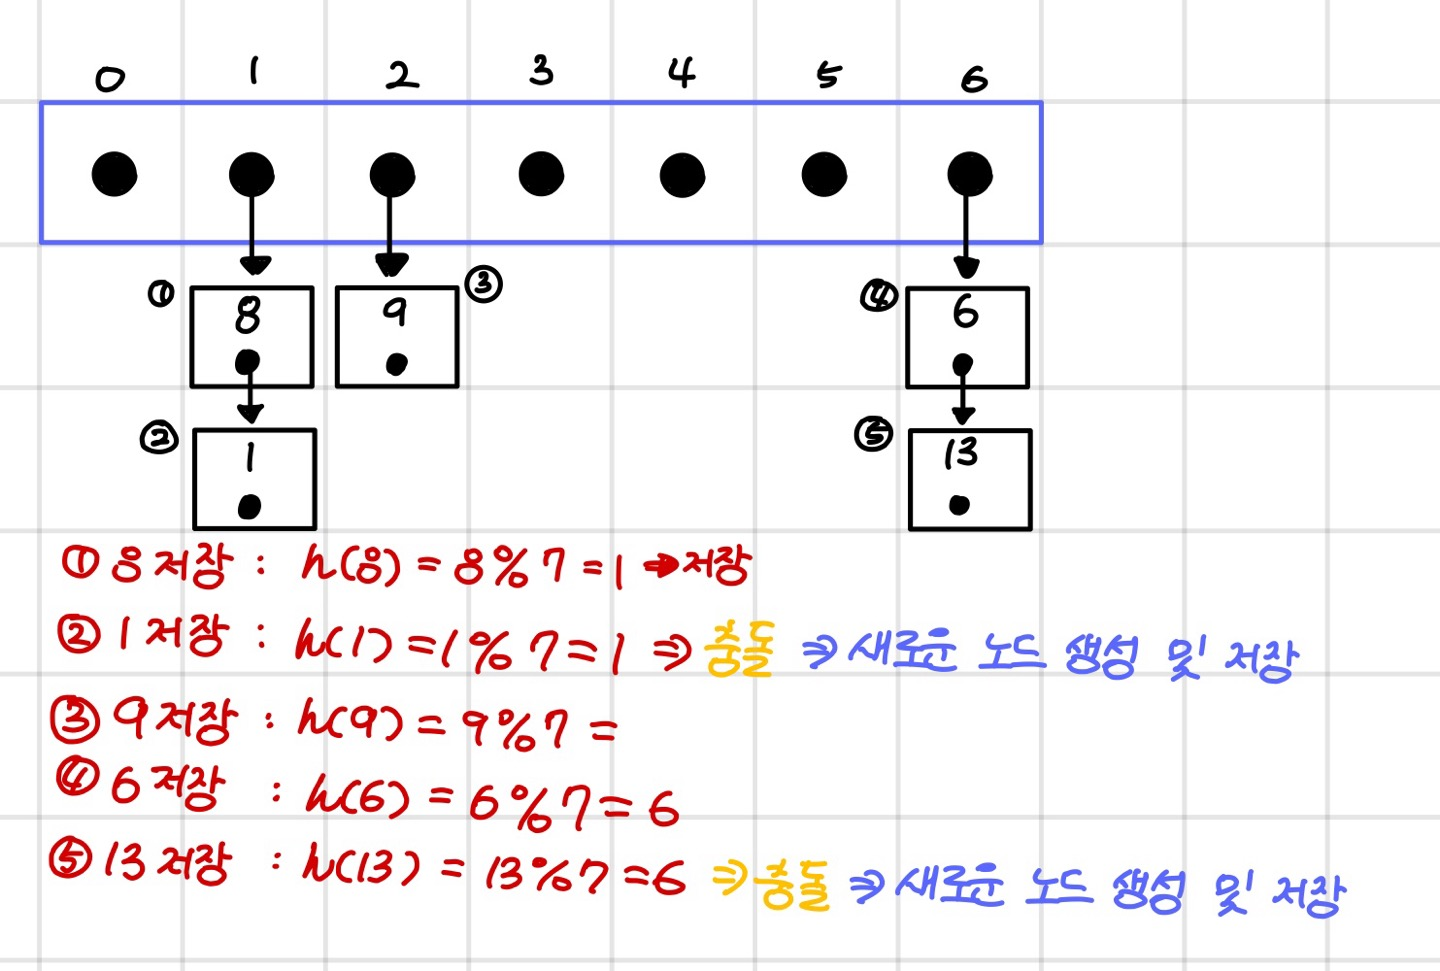 0 1 2 3 4 5 6
① 8 9 ③ ④ 6
② 1 ⑤ 13
① 8 저장 : h(8) = 8%7 = 1 → 저장
② 1 저장 : h(1) = 1%7 = 1 ⇒ 충돌 ⇒ 새로운 노드 생성 및 저장
③ 9 저장 : h(9) = 9%7 =
④ 6 저장 : h(6) = 6%7 = 6
⑤ 13 저장 : h(13) = 13%7 = 6 ⇒ 충돌 ⇒ 새로운 노드 생성 및 저장